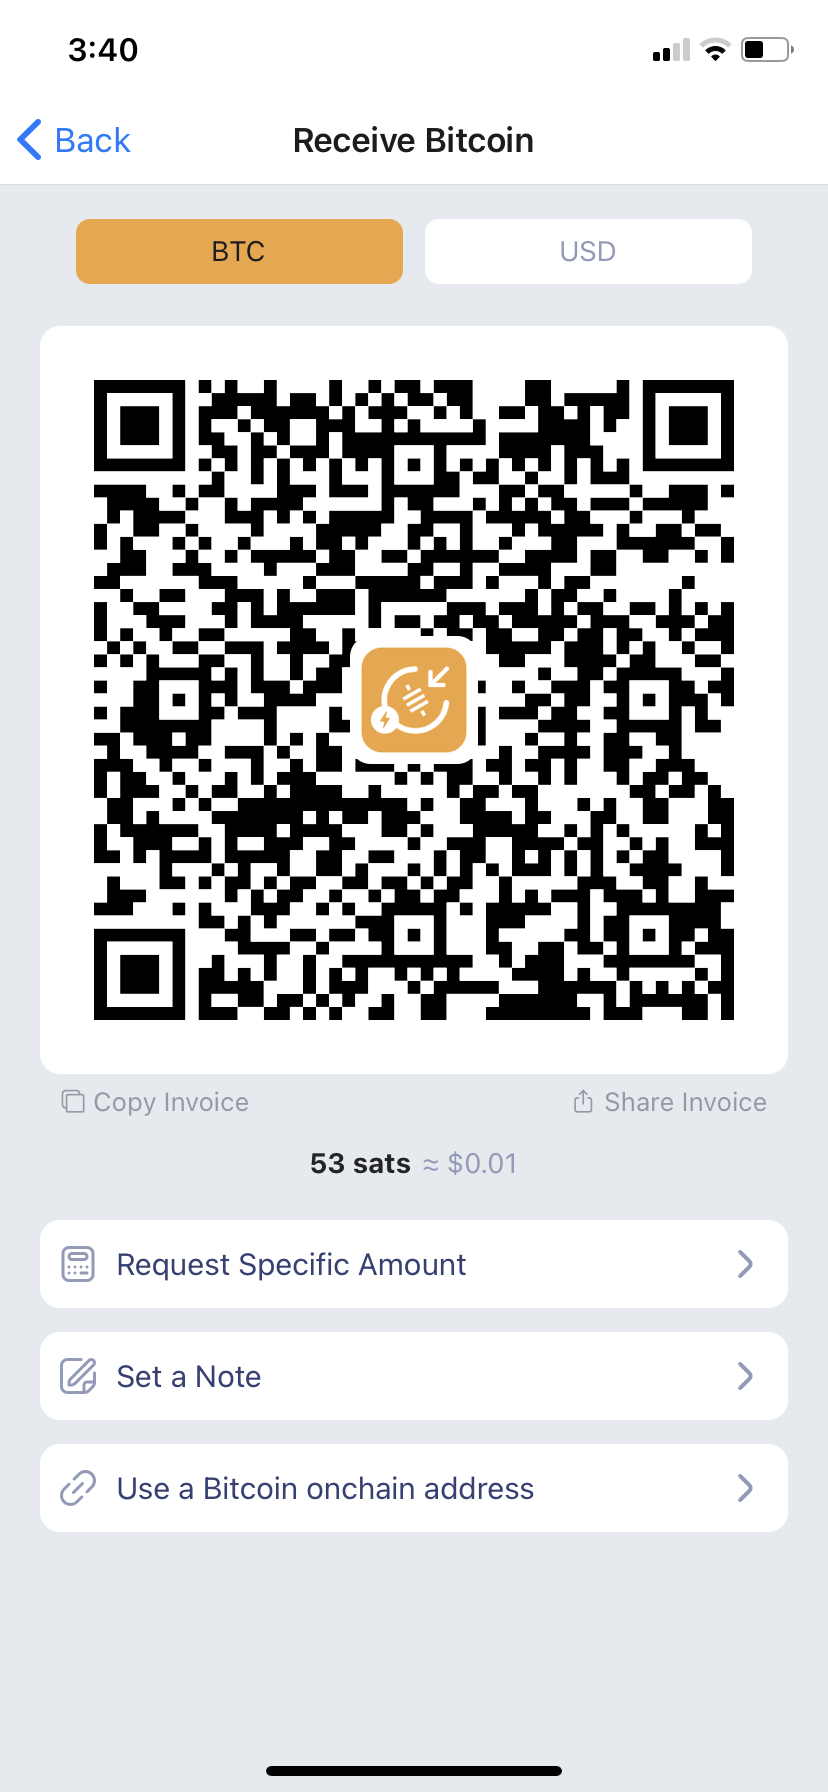 3:40
Back
Receive Bitcoin
BTC
USD
Copy Invoice
Share Invoice
53 sats ≈ $0.01
Request Specific Amount
Set a Note
Use a Bitcoin onchain address